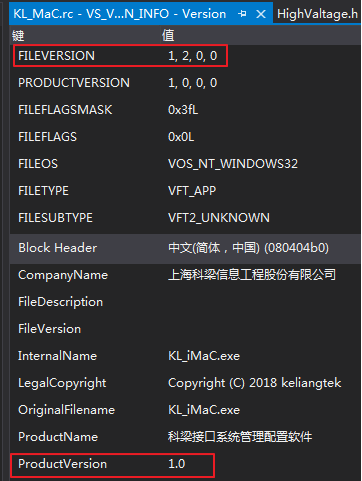 KL_MaC.rc - VS_V...N_INFO - Version HighValtage.h
键 值
FILEVERSION 1, 2, 0, 0
PRODUCTVERSION 1, 0, 0, 0
FILEFLAGSMASK 0x3fL
FILEFLAGS 0x0L
FILEOS VOS_NT_WINDOWS32
FILETYPE VFT_APP
FILESUBTYPE VFT2_UNKNOWN
Block Header 中文(简体，中国) (080404b0)
CompanyName 上海科梁信息工程股份有限公司
FileDescription
FileVersion
InternalName KL_iMaC.exe
LegalCopyright Copyright (C) 2018 keliangtek
OriginalFilename KL_iMaC.exe
ProductName 科梁接口系统管理配置软件
ProductVersion 1.0